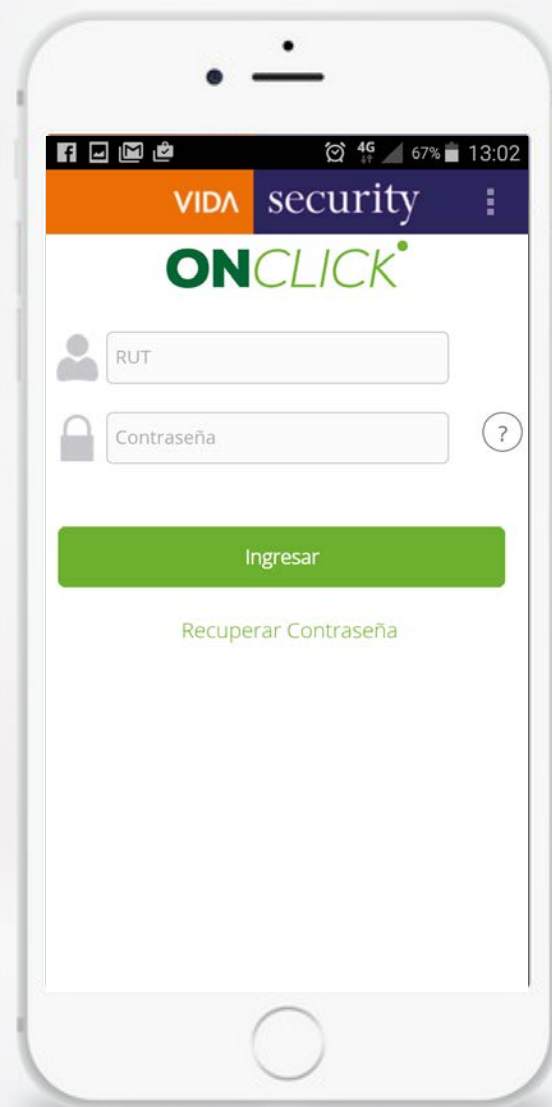 4G 67% 13:02
VIDA security
ONCLICK
RUT
Contraseña
?
Ingresar
Recuperar Contraseña